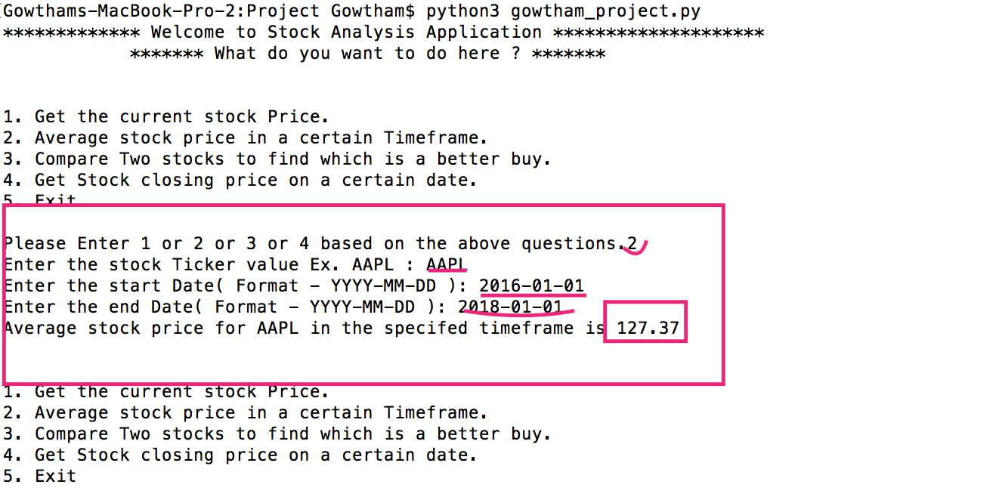 Gowthams-MacBook-Pro-2:Project Gowtham$ python3 gowtham_project.py
************* Welcome to Stock Analysis Application ********************
******* What do you want to do here ? *******
1. Get the current stock Price.
2. Average stock price in a certain Timeframe.
3. Compare Two stocks to find which is a better buy.
4. Get Stock closing price on a certain date.
5. Exit
Please Enter 1 or 2 or 3 or 4 based on the above questions.2
Enter the stock Ticker value Ex. AAPL : AAPL
Enter the start Date( Format - YYYY-MM-DD ): 2016-01-01
Enter the end Date( Format - YYYY-MM-DD ): 2018-01-01
Average stock price for AAPL in the specifed timeframe is 127.37
1. Get the current stock Price.
2. Average stock price in a certain Timeframe.
3. Compare Two stocks to find which is a better buy.
4. Get Stock closing price on a certain date.
5. Exit